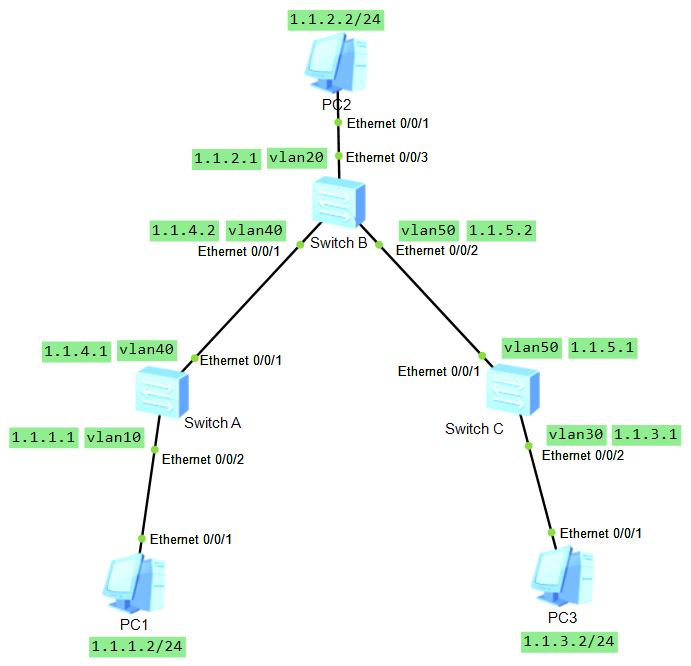 1.1.2.2/24
PC2
Ethernet 0/0/1
1.1.2.1 vlan20 Ethernet 0/0/3
1.1.4.2 vlan40
vlan50 1.1.5.2
Ethernet 0/0/1
Switch B
Ethernet 0/0/2
1.1.4.1 vlan40
vlan50 1.1.5.1
Ethernet 0/0/1
Ethernet 0/0/1
Switch A
Switch C
1.1.1.1 vlan10
vlan30 1.1.3.1
Ethernet 0/0/2
Ethernet 0/0/2
Ethernet 0/0/1
Ethernet 0/0/1
PC1
PC3
1.1.1.2/24
1.1.3.2/24